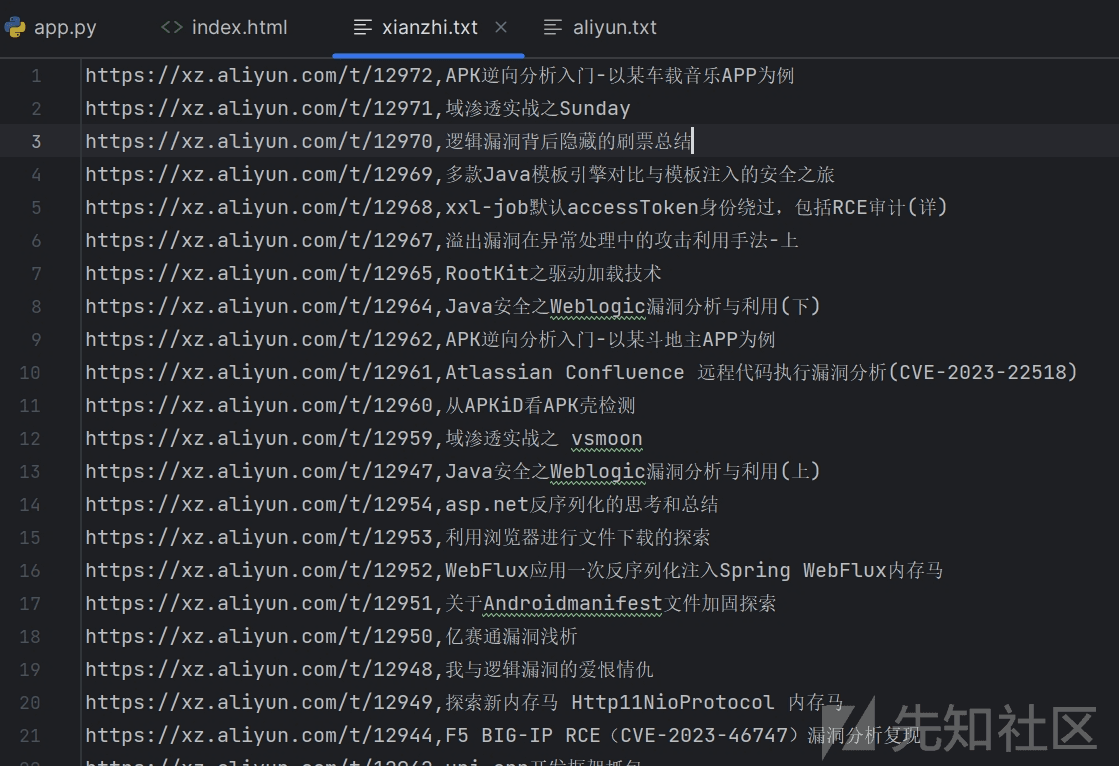 app.py
<> index.html
xianzhi.txt
aliyun.txt
1 https://xz.aliyun.com/t/12972,APK逆向分析入门-以某车载音乐APP为例
2 https://xz.aliyun.com/t/12971,域渗透实战之Sunday
3 https://xz.aliyun.com/t/12970,逻辑漏洞背后隐藏的刷票总结
4 https://xz.aliyun.com/t/12969,多款Java模板引擎对比与模板注入的安全之旅
5 https://xz.aliyun.com/t/12968,xxl-job默认accessToken身份绕过，包括RCE审计(详)
6 https://xz.aliyun.com/t/12967,溢出漏洞在异常处理中的攻击利用手法-上
7 https://xz.aliyun.com/t/12965,RootKit之驱动加载技术
8 https://xz.aliyun.com/t/12964,Java安全之Weblogic漏洞分析与利用(下)
9 https://xz.aliyun.com/t/12962,APK逆向分析入门-以某斗地主APP为例
10 https://xz.aliyun.com/t/12961,Atlassian Confluence 远程代码执行漏洞分析(CVE-2023-22518)
11 https://xz.aliyun.com/t/12960,从APKiD看APK壳检测
12 https://xz.aliyun.com/t/12959,域渗透实战之 vsmoon
13 https://xz.aliyun.com/t/12947,Java安全之Weblogic漏洞分析与利用(上)
14 https://xz.aliyun.com/t/12954,asp.net反序列化的思考和总结
15 https://xz.aliyun.com/t/12953,利用浏览器进行文件下载的探索
16 https://xz.aliyun.com/t/12952,WebFlux应用一次反序列化注入Spring WebFlux内存马
17 https://xz.aliyun.com/t/12951,关于Androidmanifest文件加固探索
18 https://xz.aliyun.com/t/12950,亿赛通漏洞浅析
19 https://xz.aliyun.com/t/12948,我与逻辑漏洞的爱恨情仇
20 https://xz.aliyun.com/t/12949,探索新内存马 Http11NioProtocol 内存马
21 https://xz.aliyun.com/t/12944,F5 BIG-IP RCE（CVE-2023-46747）漏洞分析复现
先知社区